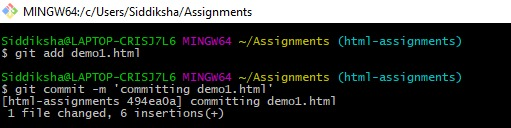 MINGW64:/c/Users/Siddiksha/Assignments
Siddiksha@LAPTOP-CRISJ7L6 MINGW64 ~/Assignments (html-assignments)
$ git add demo1.html
Siddiksha@LAPTOP-CRISJ7L6 MINGW64 ~/Assignments (html-assignments)
$ git commit -m 'committing demo1.html'
[html-assignments 494ea0a] committing demo1.html
 1 file changed, 6 insertions(+)